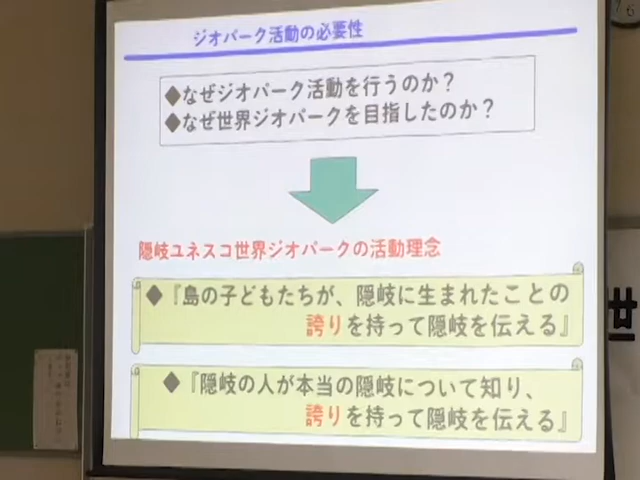 ジオパーク活動の必要性
◆なぜジオパーク活動を行うのか？
◆なぜ世界ジオパークを目指したのか？
隠岐ユネスコ世界ジオパークの活動理念
◆『島の子どもたちが、隠岐に生まれたことの
誇りを持って隠岐を伝える』
◆『隠岐の人が本当の隠岐について知り、
誇りを持って隠岐を伝える』
世